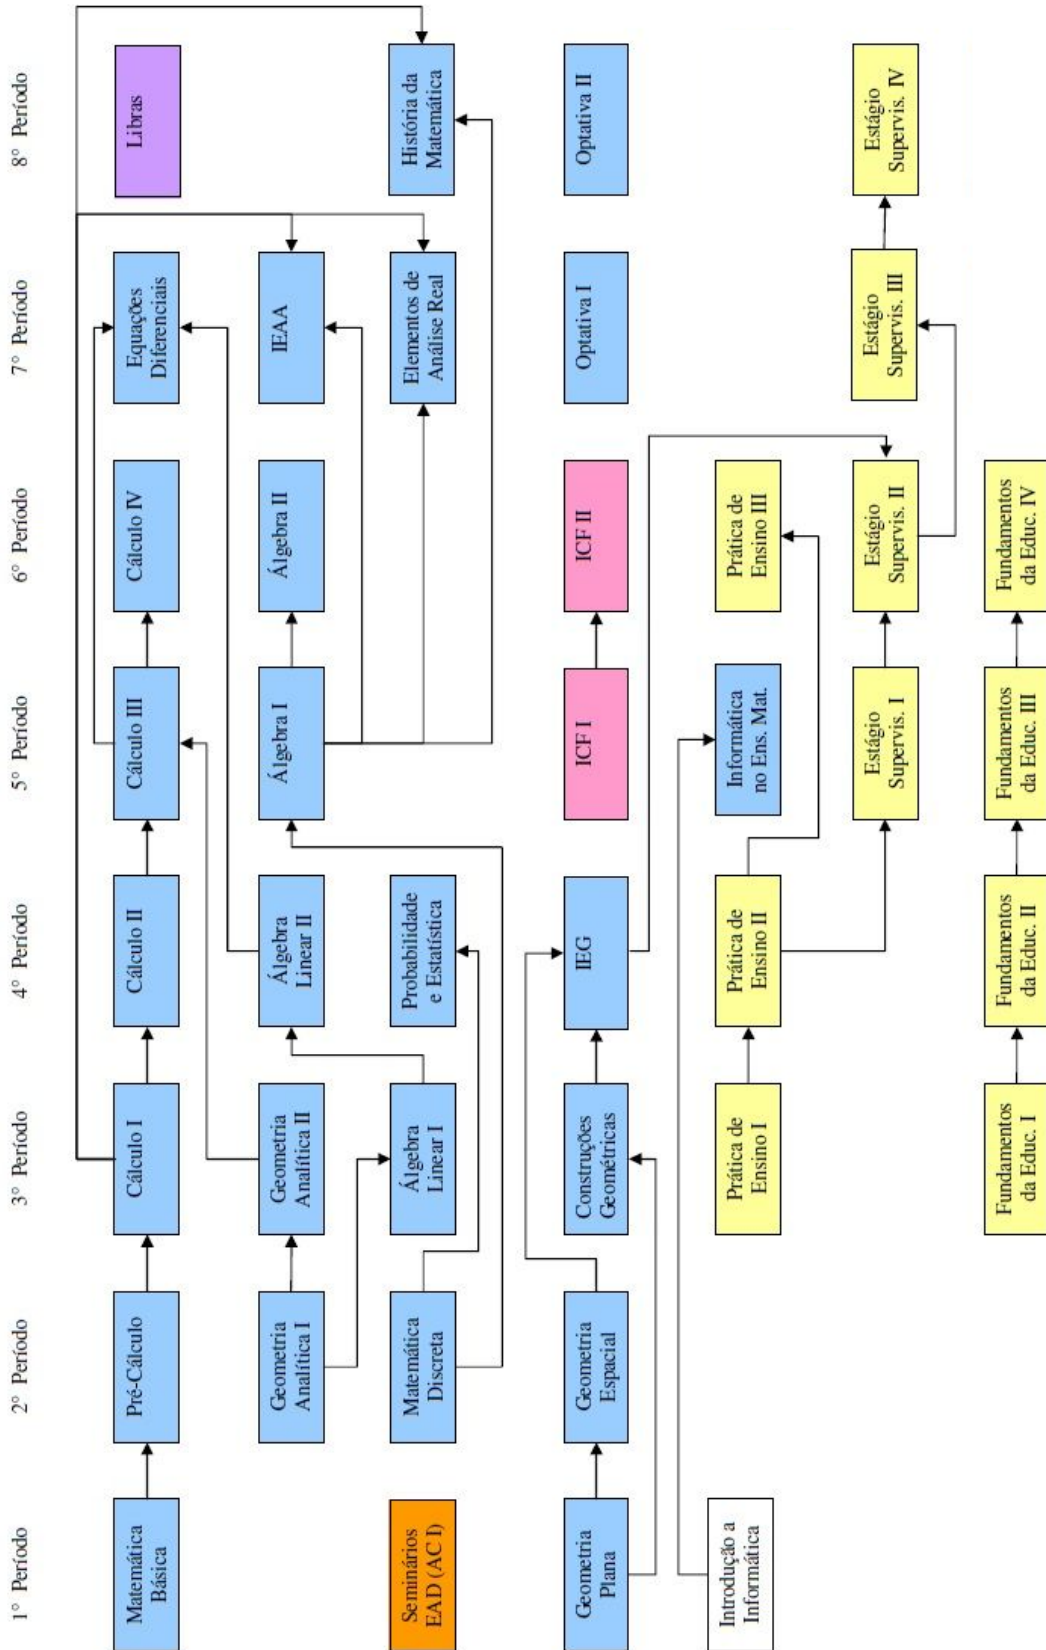 1° Período
2° Período
3° Período
4° Período
5° Período
6° Período
7° Período
8° Período
Matemática
Básica
Pré-Cálculo
Cálculo I
Cálculo II
Cálculo III
Cálculo IV
Equações
Diferenciais
Libras
Geometria
Analítica I
Geometria
Analítica II
Álgebra
Linear II
Álgebra I
Álgebra II
IEAA
Seminários
EAD (AC I)
Matemática
Discreta
Álgebra
Linear I
Probabilidade
e Estatística
Elementos de
Análise Real
História da
Matemática
Geometria
Plana
Geometria
Espacial
Construções
Geométricas
IEG
ICF I
ICF II
Optativa I
Optativa II
Introdução a
Informática
Prática de
Ensino I
Prática de
Ensino II
Informática
no Ens. Mat.
Prática de
Ensino III
Estágio
Supervis. I
Estágio
Supervis. II
Estágio
Supervis. III
Estágio
Supervis. IV
Fundamentos
da Educ. I
Fundamentos
da Educ. II
Fundamentos
da Educ. III
Fundamentos
da Educ. IV